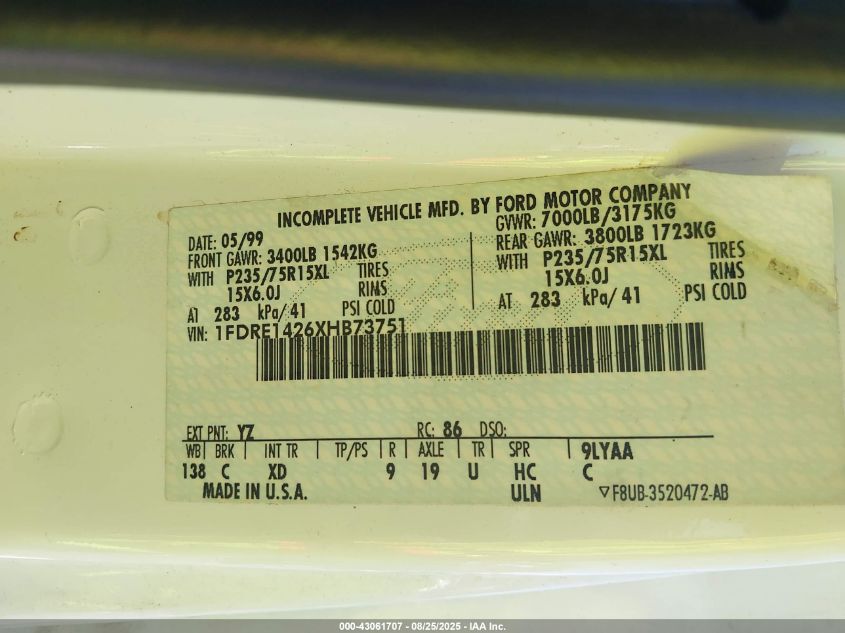 INCOMPLETE VEHICLE MFD. BY FORD MOTOR COMPANY
DATE: 05/99
GVWR: 7000LB/3175KG
FRONT GAWR: 3400LB 1542KG
REAR GAWR: 3800LB 1723KG
WITH P235/75R15XL TIRES
WITH P235/75R15XL TIRES
15X6.0J RIMS
15X6.0J RIMS
AT 283 kPa/41 PSI COLD
AT 283 kPa/41 PSI COLD
VIN: 1FDRE1426XHB73751
EXT PNT: YZ RC: 86 DSO:
WB BRK INT TR TP/PS R AXLE TR SPR 9LYAA
138 C XD 9 19 U HC C
MADE IN U.S.A. ULN ▽F8UB-3520472-AB
000-43061707 - 08/25/2025 - IAA Inc.